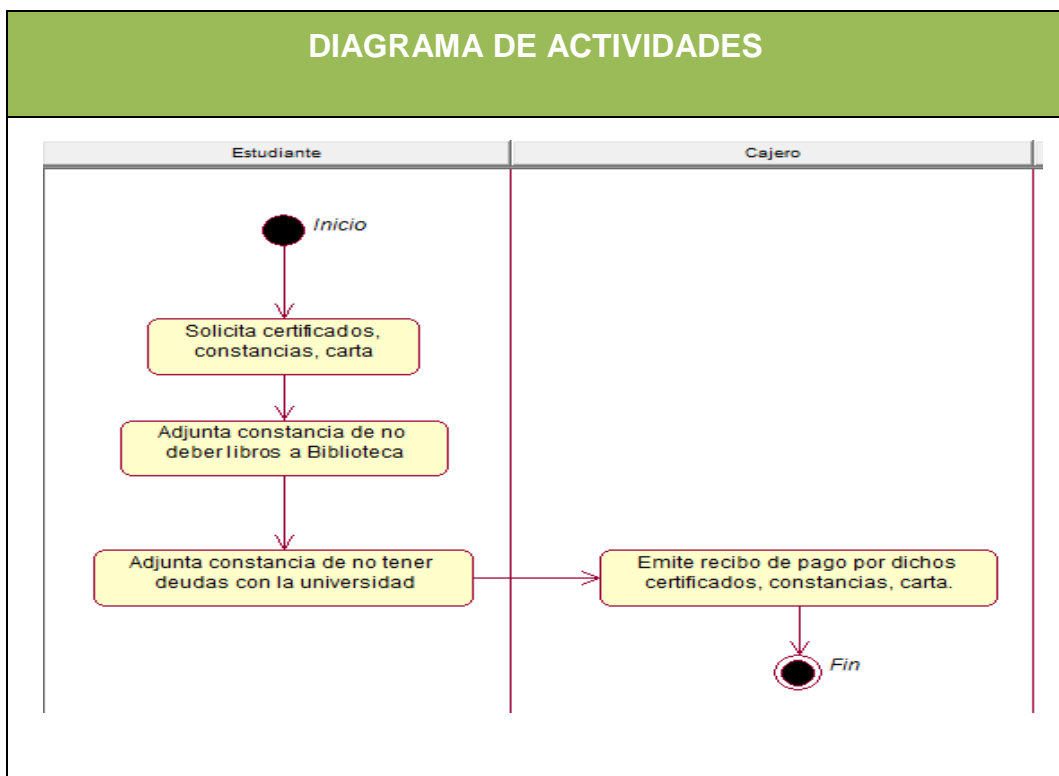 DIAGRAMA DE ACTIVIDADES
Estudiante
Cajero
Inicio
Solicita certificados,
constancias, carta
Adjunta constancia de no
deber libros a Biblioteca
Adjunta constancia de no tener
deudas con la universidad
Emite recibo de pago por dichos
certificados, constancias, carta.
Fin